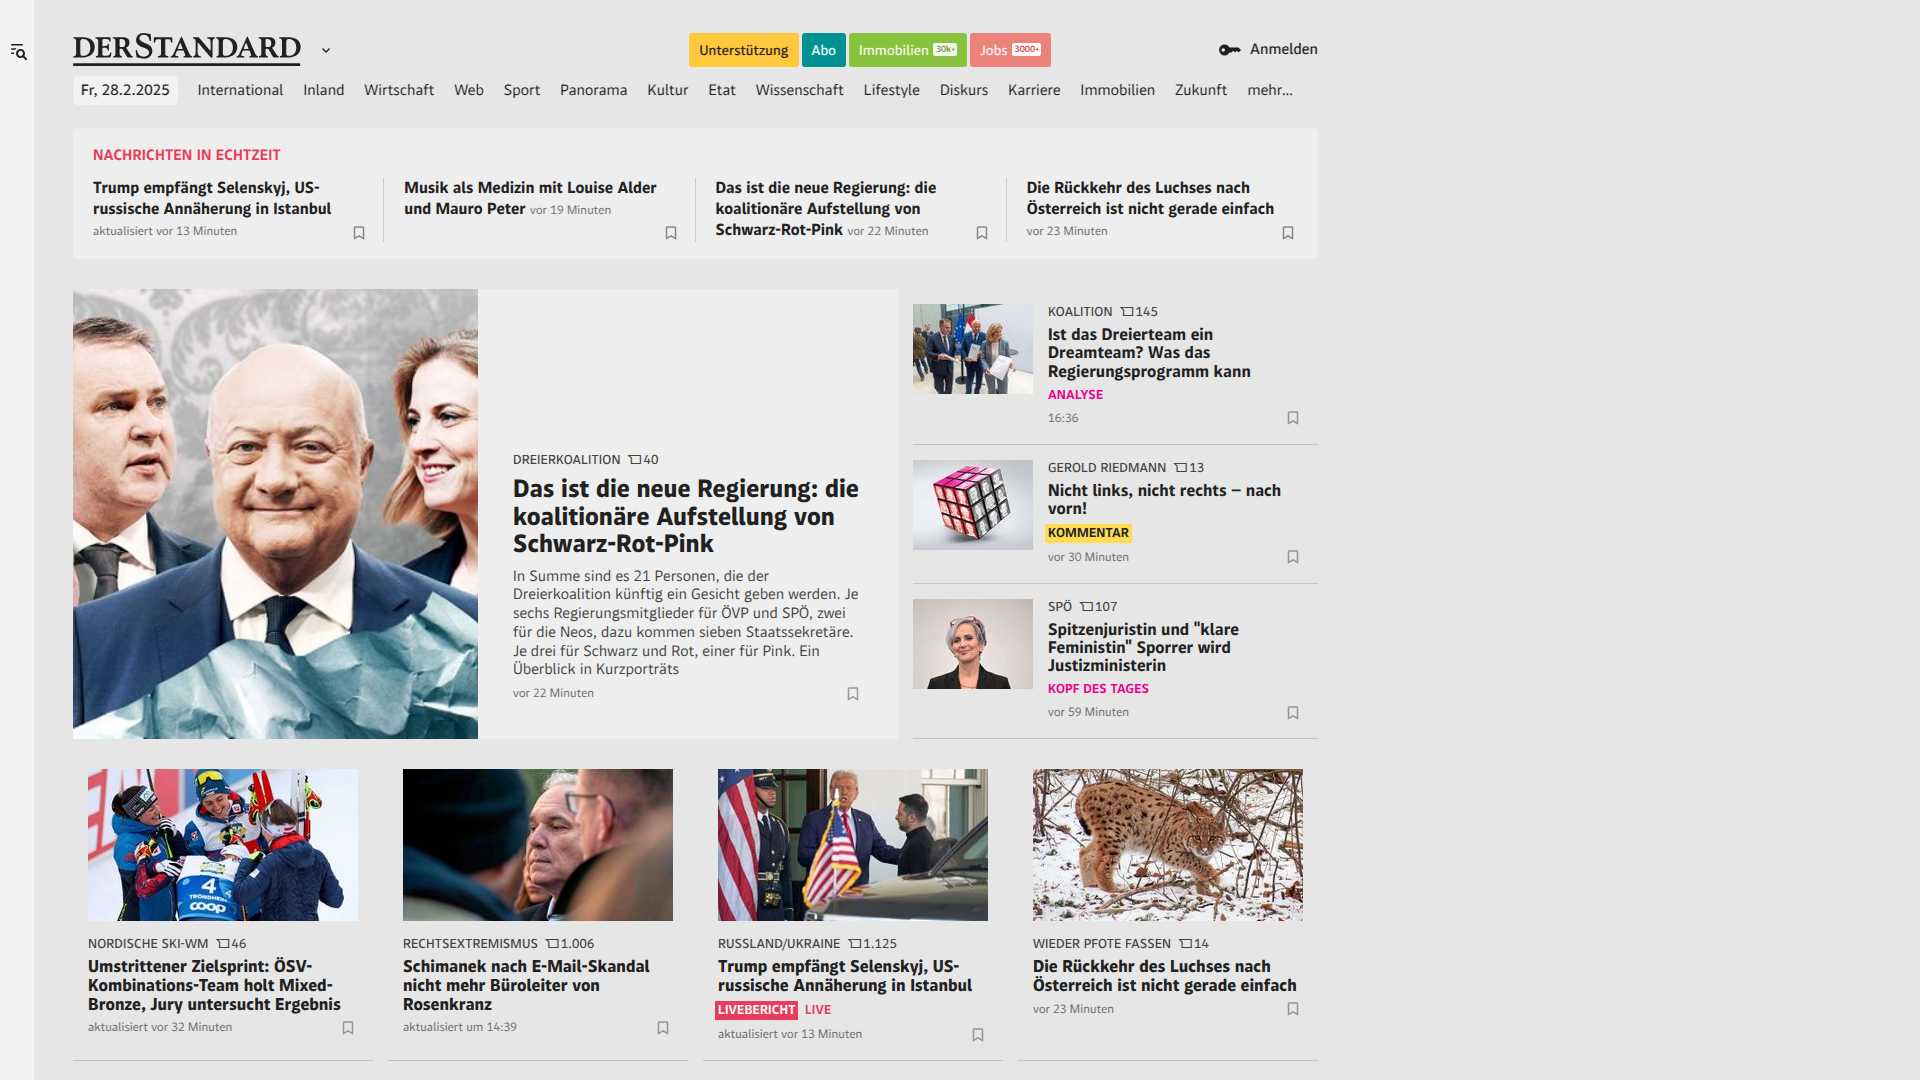 DERSTANDARD
Unterstützung
Abo
Immobilien 30k+
Jobs 3000+
Anmelden
Fr, 28.2.2025
International
Inland
Wirtschaft
Web
Sport
Panorama
Kultur
Etat
Wissenschaft
Lifestyle
Diskurs
Karriere
Immobilien
Zukunft
mehr...
NACHRICHTEN IN ECHTZEIT
Trump empfängt Selenskyj, US-
russische Annäherung in Istanbul
aktualisiert vor 13 Minuten
Musik als Medizin mit Louise Alder
und Mauro Peter vor 19 Minuten
Das ist die neue Regierung: die
koalitionäre Aufstellung von
Schwarz-Rot-Pink vor 22 Minuten
Die Rückkehr des Luchses nach
Österreich ist nicht gerade einfach
vor 23 Minuten
DREIERKOALITION 40
Das ist die neue Regierung: die
koalitionäre Aufstellung von
Schwarz-Rot-Pink
In Summe sind es 21 Personen, die der
Dreierkoalition künftig ein Gesicht geben werden. Je
sechs Regierungsmitglieder für ÖVP und SPÖ, zwei
für die Neos, dazu kommen sieben Staatssekretäre.
Je drei für Schwarz und Rot, einer für Pink. Ein
Überblick in Kurzporträts
vor 22 Minuten
KOALITION 145
Ist das Dreierteam ein
Dreamteam? Was das
Regierungsprogramm kann
ANALYSE
16:36
GEROLD RIEDMANN 13
Nicht links, nicht rechts – nach
vorn!
KOMMENTAR
vor 30 Minuten
SPÖ 107
Spitzenjuristin und "klare
Feministin" Sporrer wird
Justizministerin
KOPF DES TAGES
vor 59 Minuten
4
TRONDHEIM
coop
NORDISCHE SKI-WM 46
Umstrittener Zielsprint: ÖSV-
Kombinations-Team holt Mixed-
Bronze, Jury untersucht Ergebnis
aktualisiert vor 32 Minuten
RECHTSEXTREMISMUS 1.006
Schimanek nach E-Mail-Skandal
nicht mehr Büroleiter von
Rosenkranz
aktualisiert um 14:39
RUSSLAND/UKRAINE 1.125
Trump empfängt Selenskyj, US-
russische Annäherung in Istanbul
LIVEBERICHT LIVE
aktualisiert vor 13 Minuten
WIEDER PFOTE FASSEN 14
Die Rückkehr des Luchses nach
Österreich ist nicht gerade einfach
vor 23 Minuten